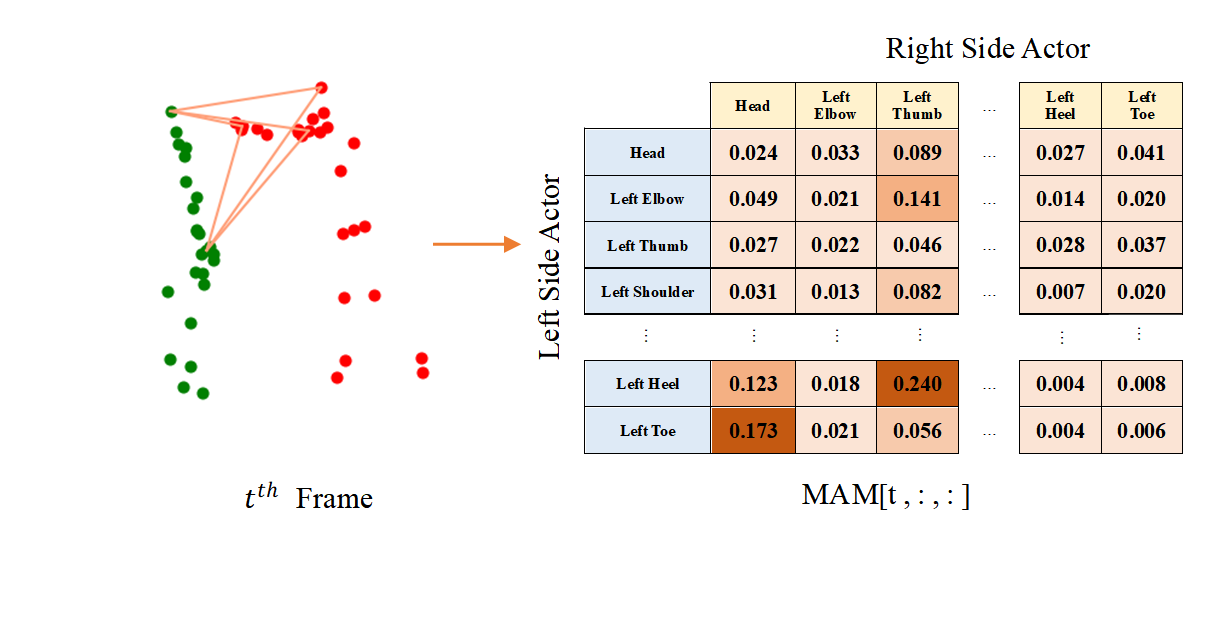 Right Side Actor
Head Left Elbow Left Thumb ... Left Heel Left Toe
Head 0.024 0.033 0.089 ... 0.027 0.041
Left Elbow 0.049 0.021 0.141 ... 0.014 0.020
Left Thumb 0.027 0.022 0.046 ... 0.028 0.037
Left Shoulder 0.031 0.013 0.082 ... 0.007 0.020
⋮ ⋮ ⋮ ⋮ ⋮ ⋮
Left Heel 0.123 0.018 0.240 ... 0.004 0.008
Left Toe 0.173 0.021 0.056 ... 0.004 0.006
Left Side Actor
t^th Frame
MAM[t , : , : ]